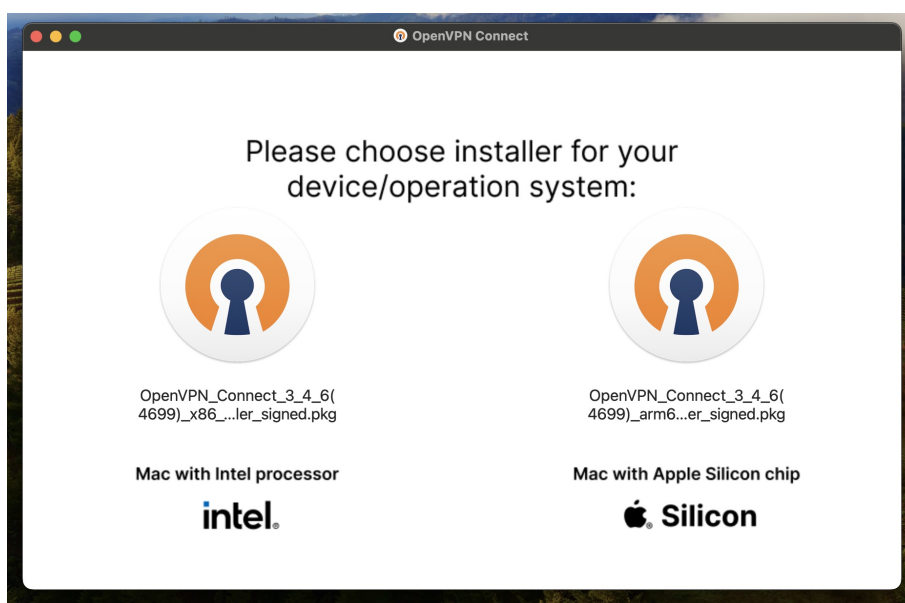 OpenVPN Connect
Please choose installer for your
device/operation system:
OpenVPN_Connect_3_4_6(
4699)_x86_...ler_signed.pkg
OpenVPN_Connect_3_4_6(
4699)_arm6...er_signed.pkg
Mac with Intel processor
intel®
Mac with Apple Silicon chip
® Silicon